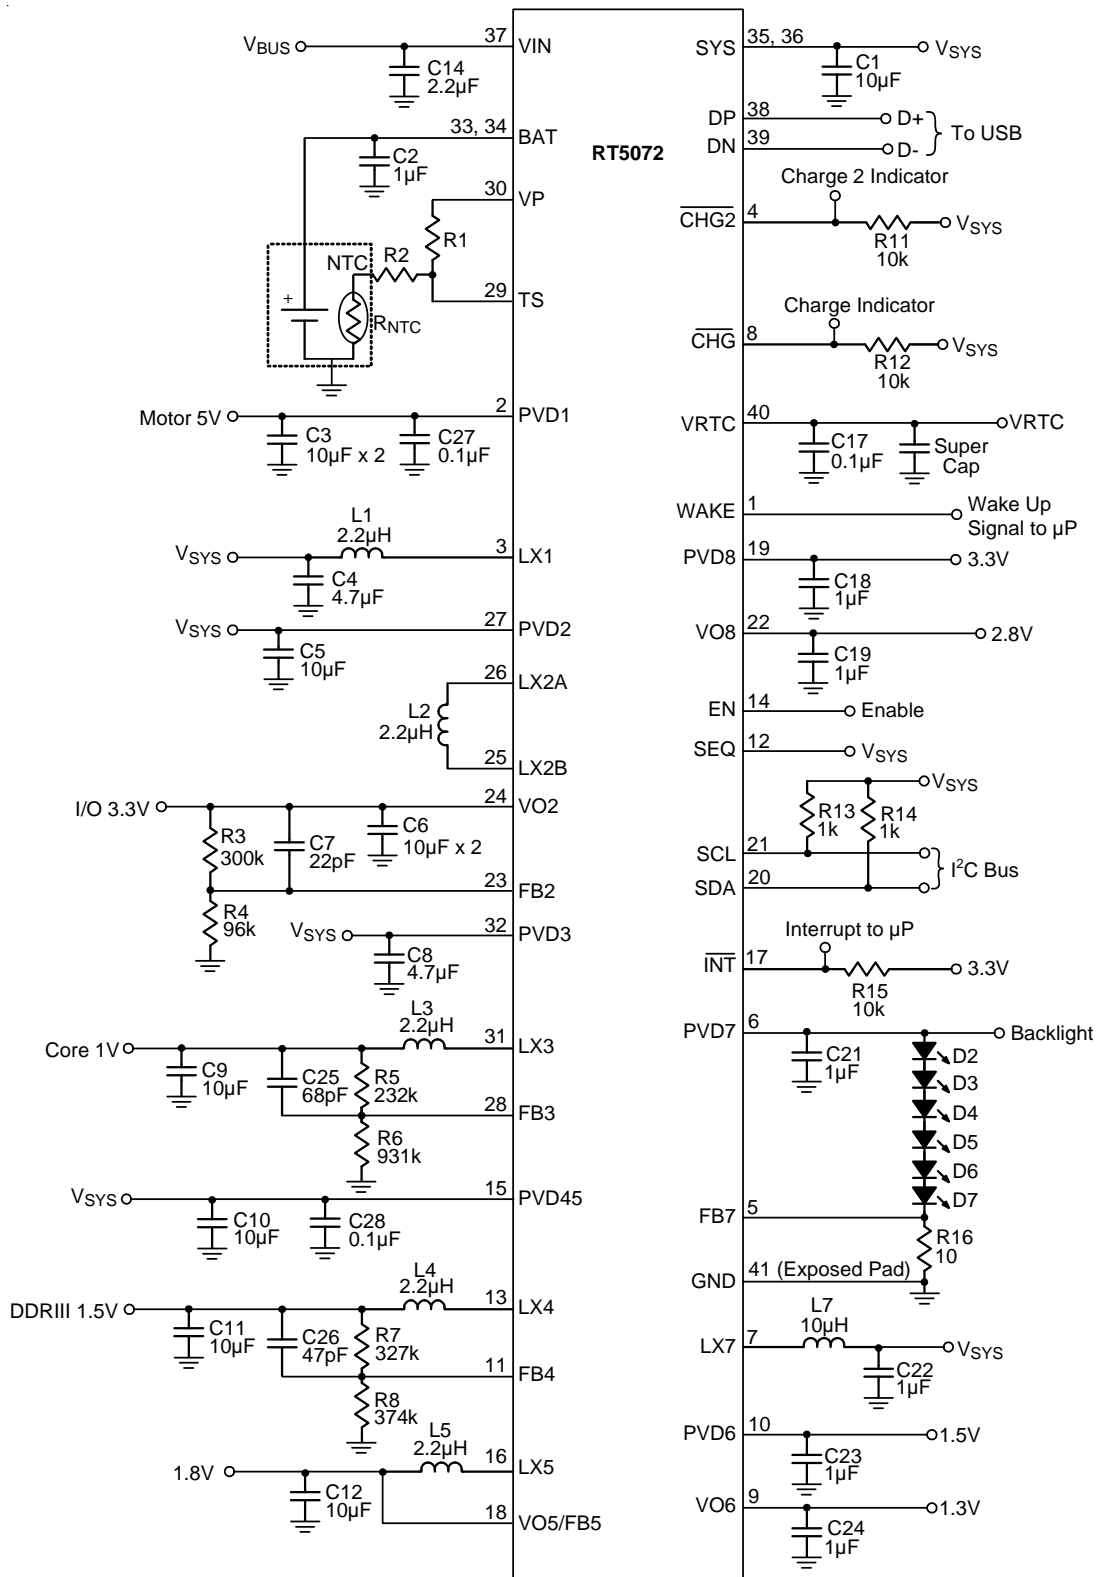 RT5072
V_BUS
37
VIN
C14
2.2µF
33, 34
BAT
C2
1µF
30
VP
R1
NTC
R2
29
TS
+
R_NTC
Motor 5V
2
PVD1
C3
10µF x 2
C27
0.1µF
L1
2.2µH
V_SYS
3
LX1
C4
4.7µF
V_SYS
27
PVD2
C5
10µF
26
LX2A
L2
2.2µH
25
LX2B
I/O 3.3V
24
VO2
R3
300k
C7
22pF
C6
10µF x 2
23
FB2
R4
96k
V_SYS
32
PVD3
C8
4.7µF
L3
2.2µH
Core 1V
31
LX3
C9
10µF
C25
68pF
R5
232k
28
FB3
R6
931k
V_SYS
15
PVD45
C10
10µF
C28
0.1µF
L4
2.2µH
DDRIII 1.5V
13
LX4
C11
10µF
C26
47pF
R7
327k
11
FB4
R8
374k
L5
2.2µH
1.8V
16
LX5
C12
10µF
18
VO5/FB5
SYS
35, 36
V_SYS
C1
10µF
DP
38
D+
DN
39
D-
To USB
Charge 2 Indicator
CHG2
4
V_SYS
R11
10k
Charge Indicator
CHG
8
V_SYS
R12
10k
VRTC
40
VRTC
C17
0.1µF
Super
Cap
WAKE
1
Wake Up
Signal to µP
PVD8
19
3.3V
C18
1µF
VO8
22
2.8V
C19
1µF
EN
14
Enable
SEQ
12
V_SYS
V_SYS
R13
1k
R14
1k
SCL
21
SDA
20
I²C Bus
Interrupt to µP
INT
17
3.3V
R15
10k
PVD7
6
Backlight
C21
1µF
D2
D3
D4
D5
D6
D7
FB7
5
R16
10
GND
41 (Exposed Pad)
L7
10µH
LX7
7
V_SYS
C22
1µF
PVD6
10
1.5V
C23
1µF
VO6
9
1.3V
C24
1µF